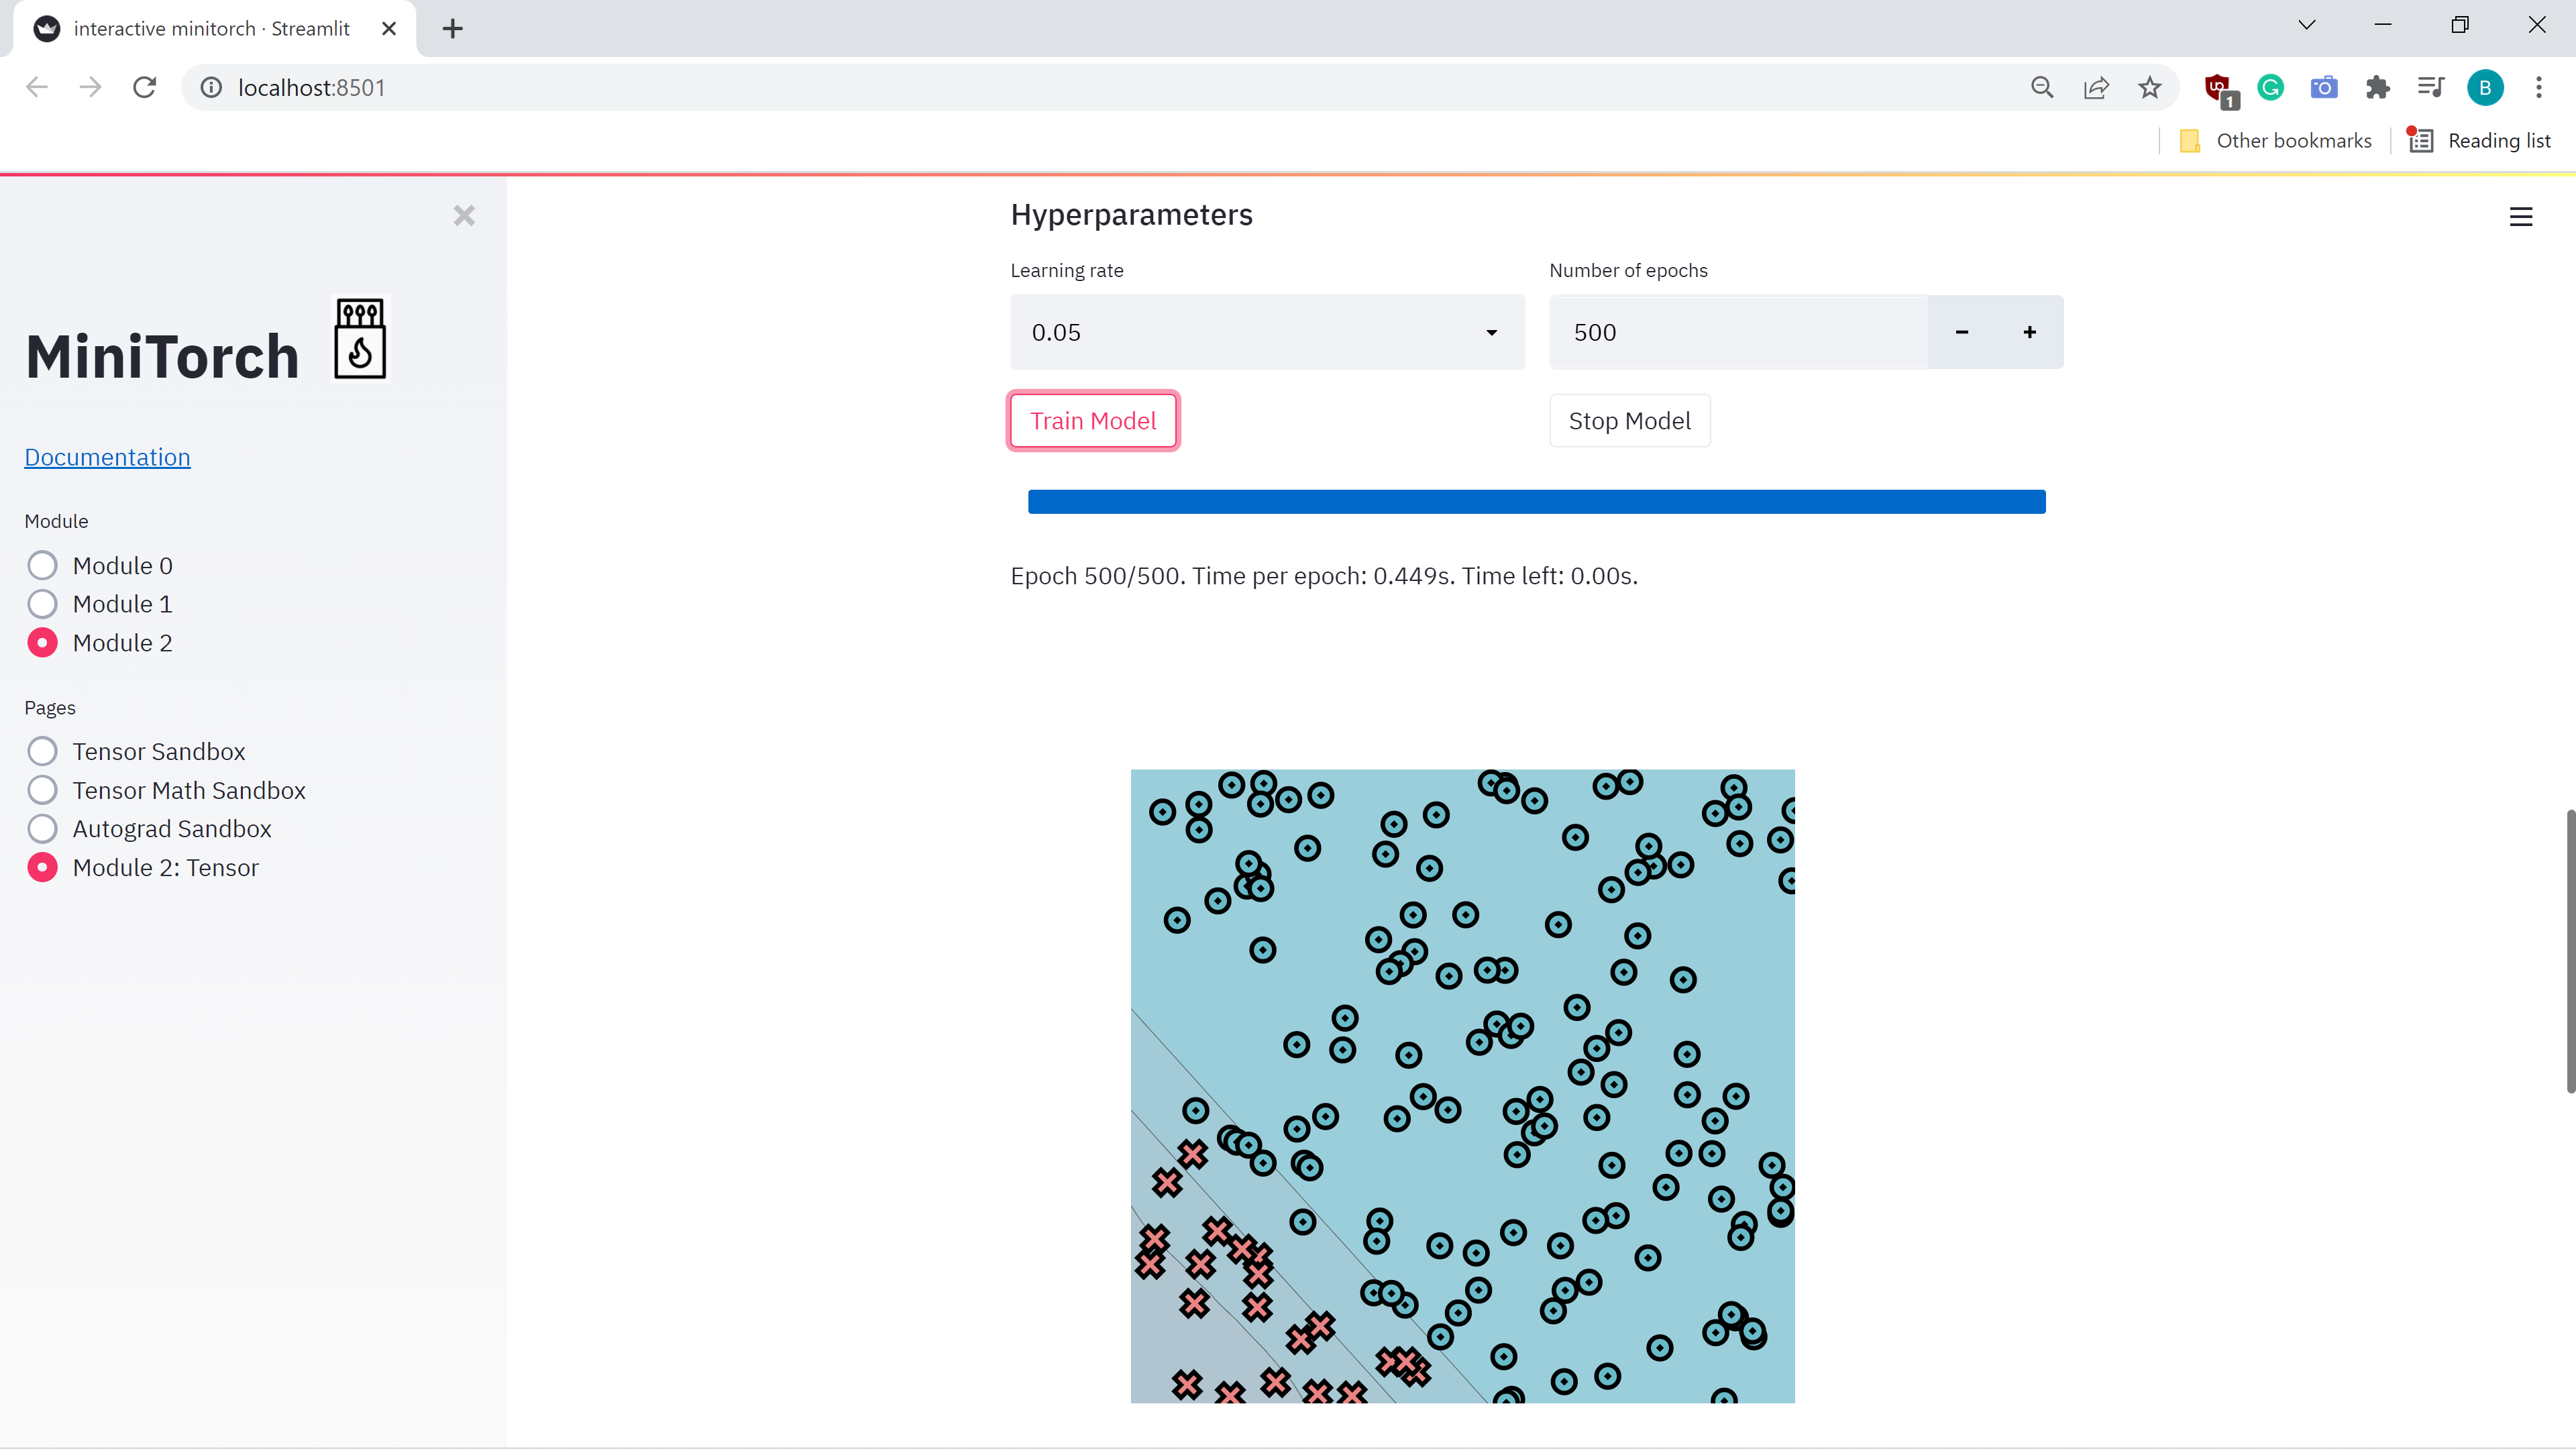 interactive minitorch · Streamlit
localhost:8501
1
G
B
Other bookmarks
Reading list
MiniTorch
Documentation
Module
Module 0
Module 1
Module 2
Pages
Tensor Sandbox
Tensor Math Sandbox
Autograd Sandbox
Module 2: Tensor
Hyperparameters
Learning rate
Number of epochs
0.05
500
Train Model
Stop Model
Epoch 500/500. Time per epoch: 0.449s. Time left: 0.00s.